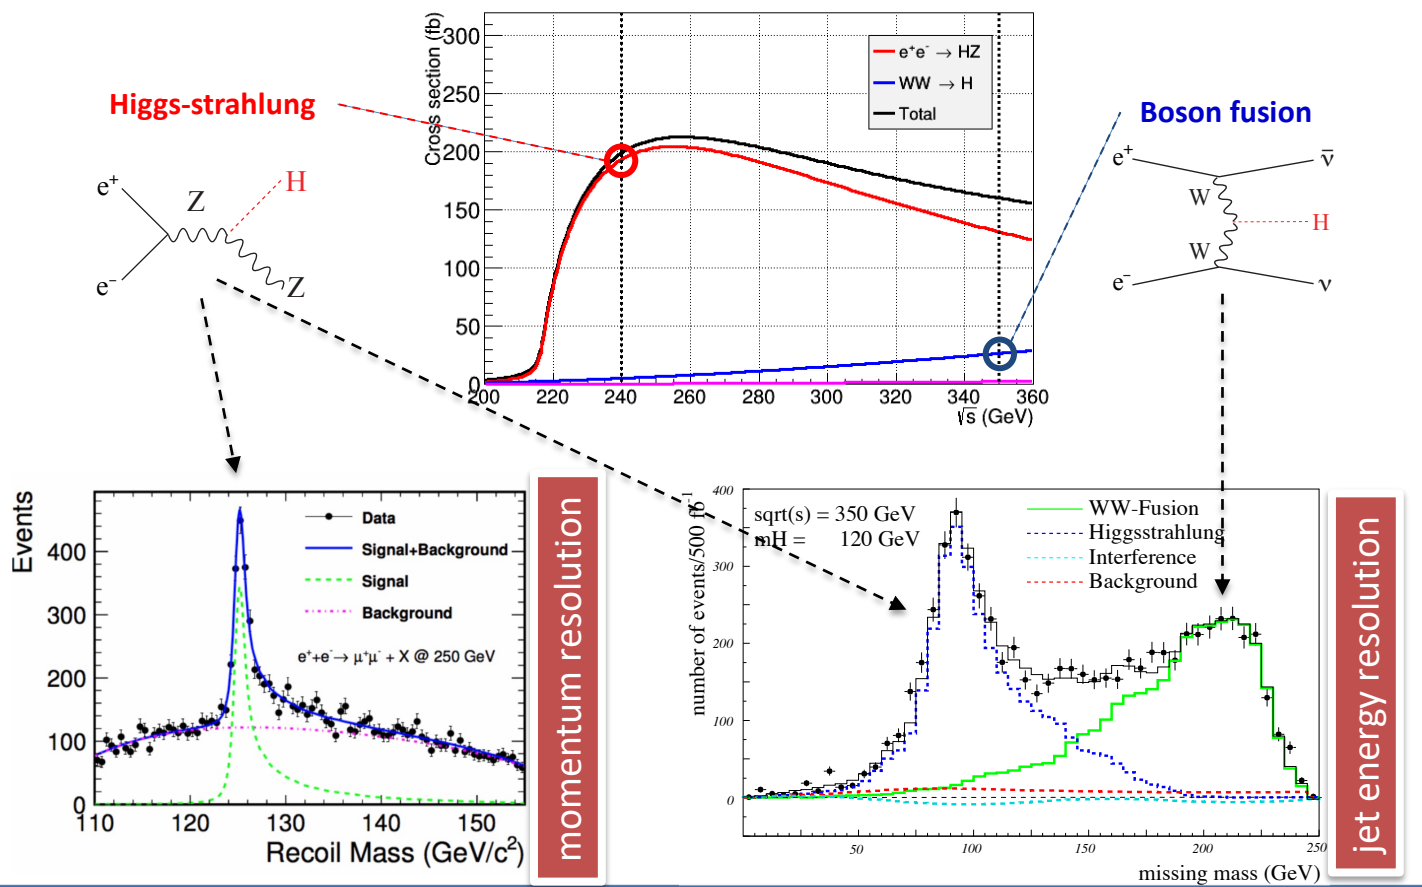 Cross section (fb)
300
250
200
150
100
50
0
200
220
240
260
280
300
320
340
360
√s (GeV)
e⁺e⁻ → HZ
WW → H
Total
Higgs-strahlung
e⁺
Z
H
e⁻
Z
Boson fusion
e⁺
ν̄
W
H
W
e⁻
ν
Events
400
300
200
100
0
110
120
130
140
150
Recoil Mass (GeV/c²)
Data
Signal+Background
Signal
Background
e⁺+e⁻→ μ⁺μ⁻ + X @ 250 GeV
momentum resolution
number of events/500 fb⁻¹
400
300
200
100
0
50
100
150
200
250
missing mass (GeV)
sqrt(s) = 350 GeV
mH = 120 GeV
WW-Fusion
Higgsstrahlung
Interference
Background
jet energy resolution